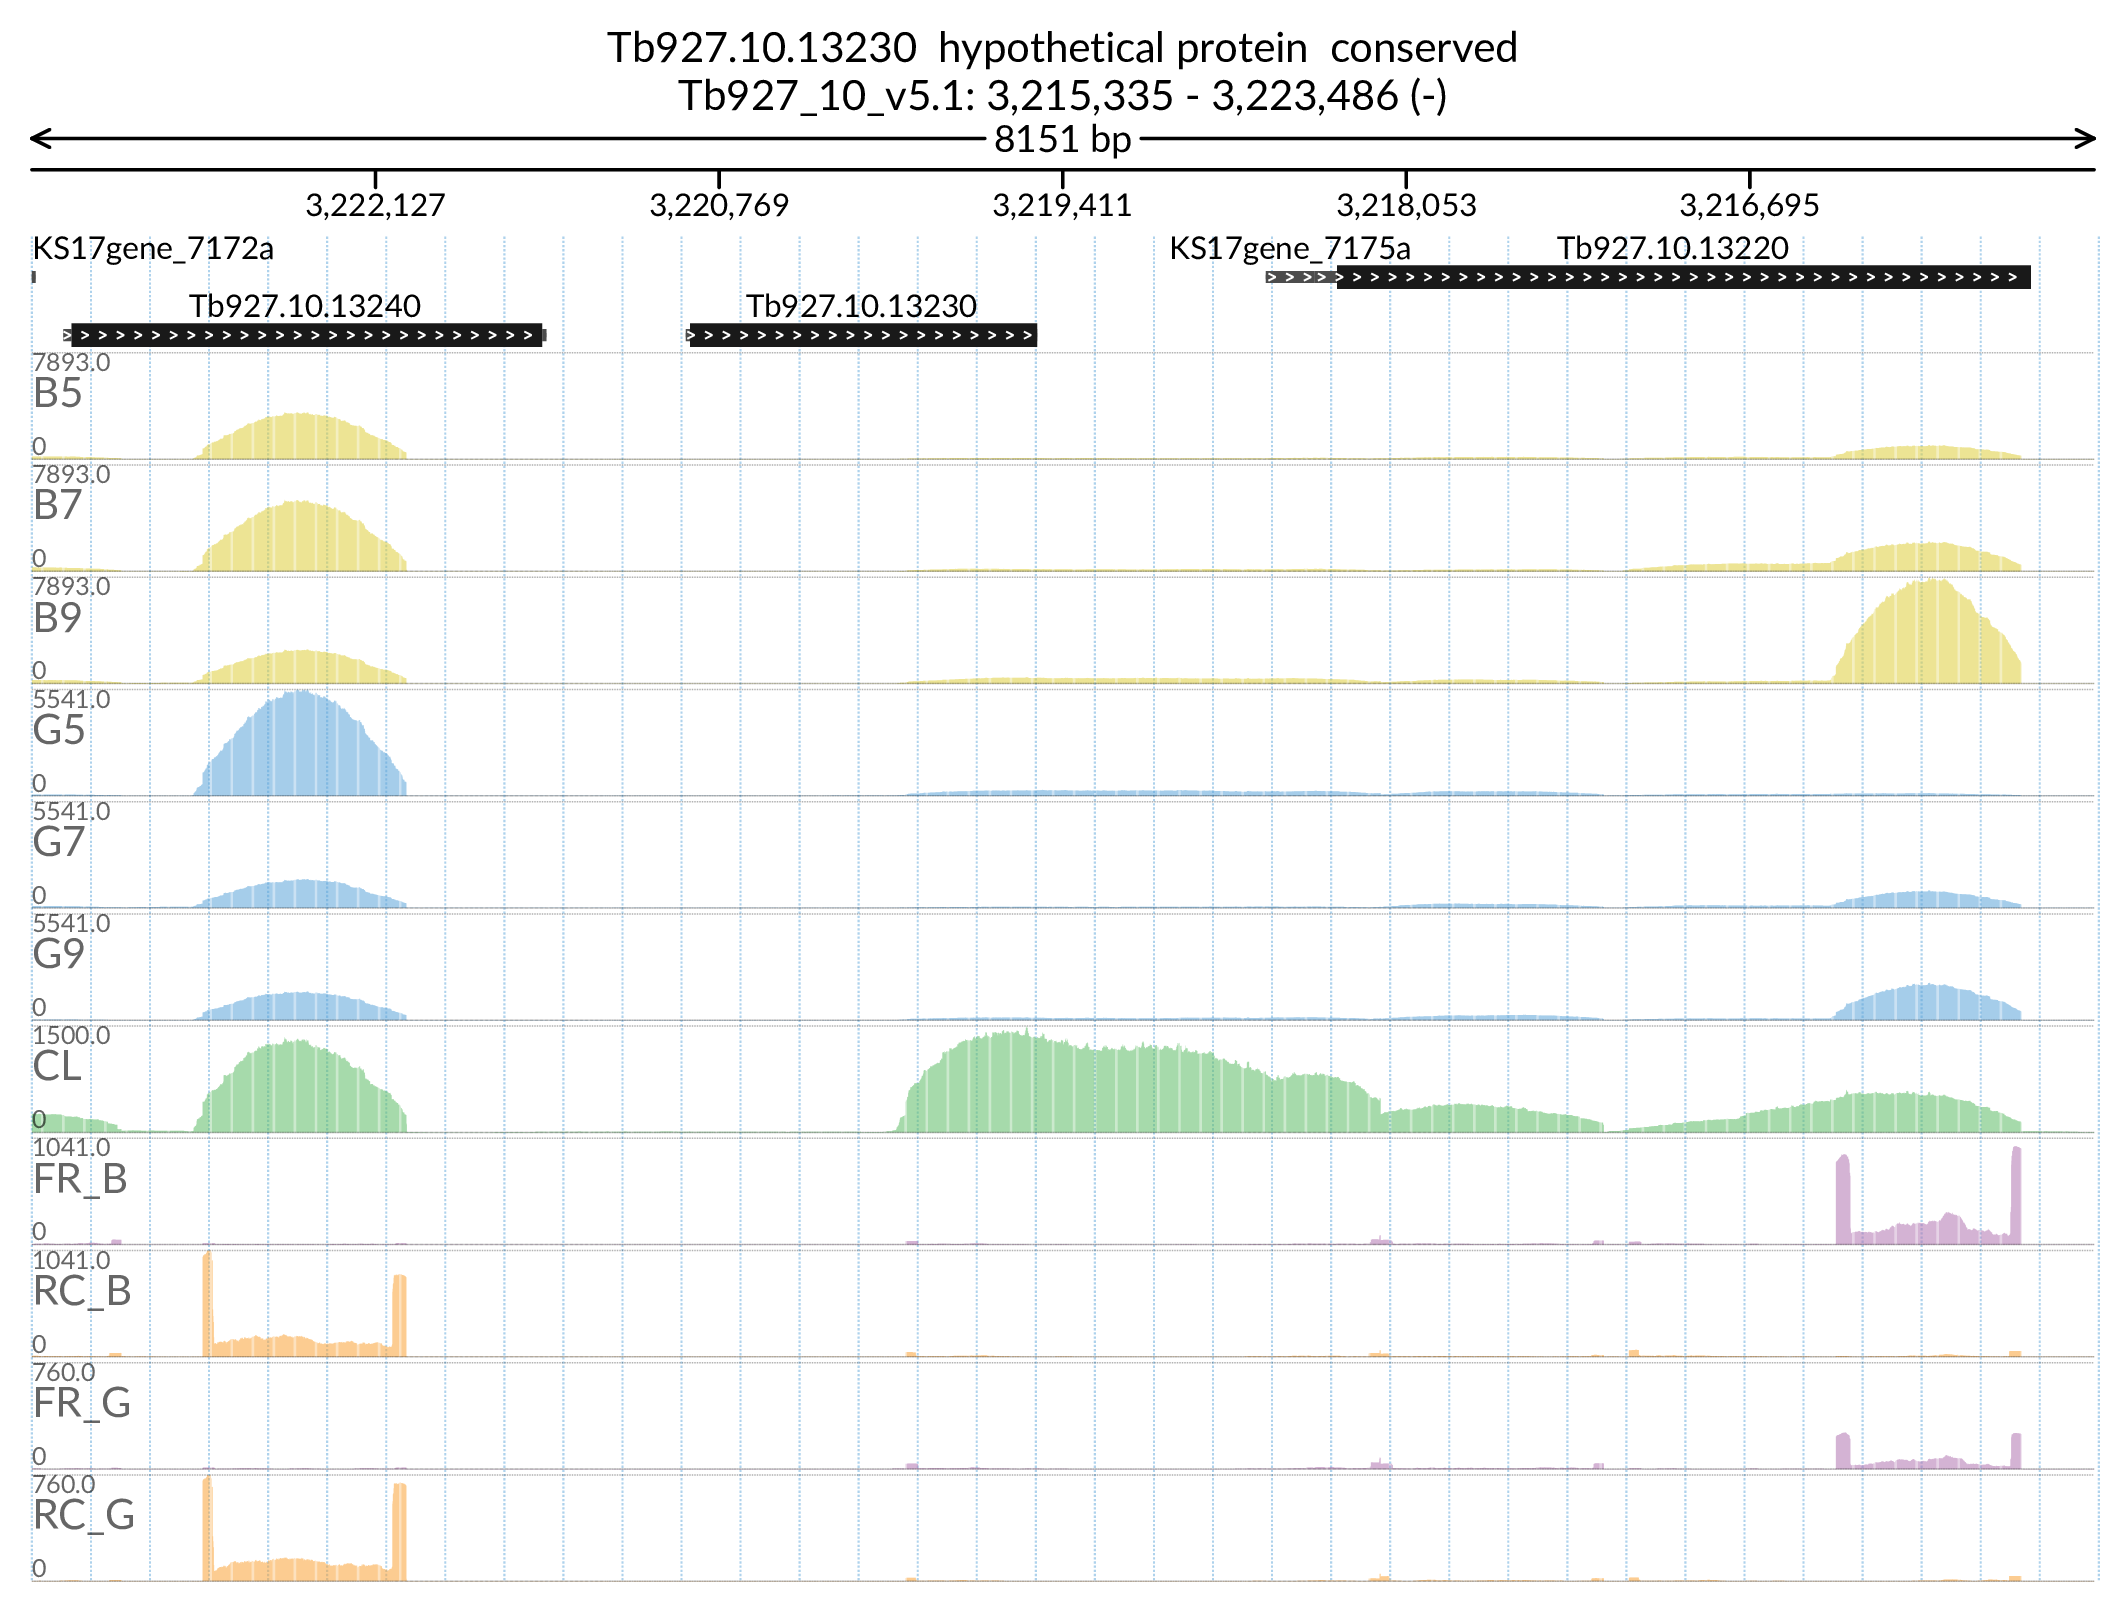 Tb927.10.13230 hypothetical protein conserved
Tb927_10_v5.1: 3,215,335 - 3,223,486 (-)
8151 bp
3,222,127 3,220,769 3,219,411 3,218,053 3,216,695
KS17gene_7172a KS17gene_7175a Tb927.10.13220
Tb927.10.13240 Tb927.10.13230
7893.0
B5
0
7893.0
B7
0
7893.0
B9
0
5541.0
G5
0
5541.0
G7
0
5541.0
G9
0
1500.0
CL
0
1041.0
FR_B
0
1041.0
RC_B
0
760.0
FR_G
0
760.0
RC_G
0